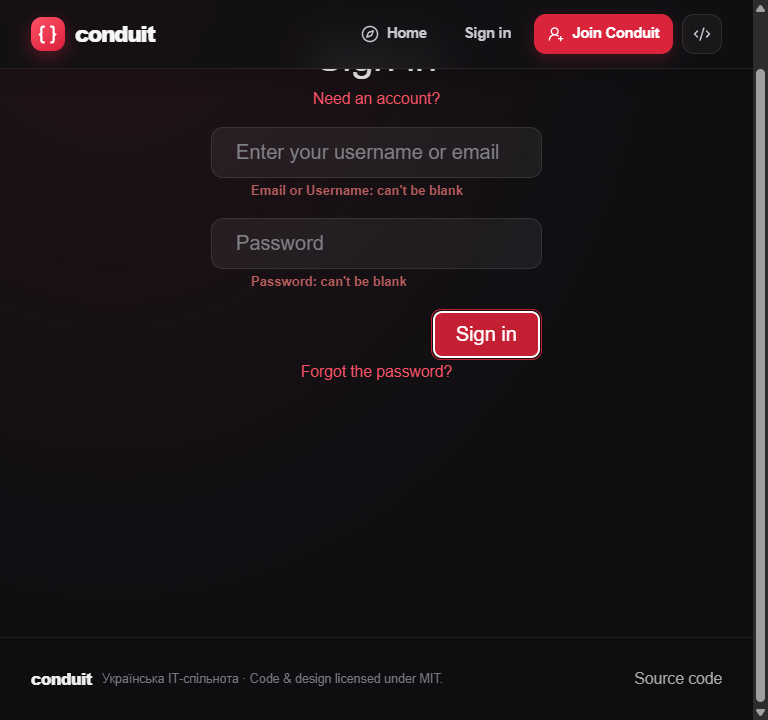 conduit
Home
Sign in
Join Conduit
Sign in
Need an account?
Enter your username or email
Email or Username: can't be blank
Password
Password: can't be blank
Sign in
Forgot the password?
conduit Українська IT-спільнота · Code & design licensed under MIT.
Source code